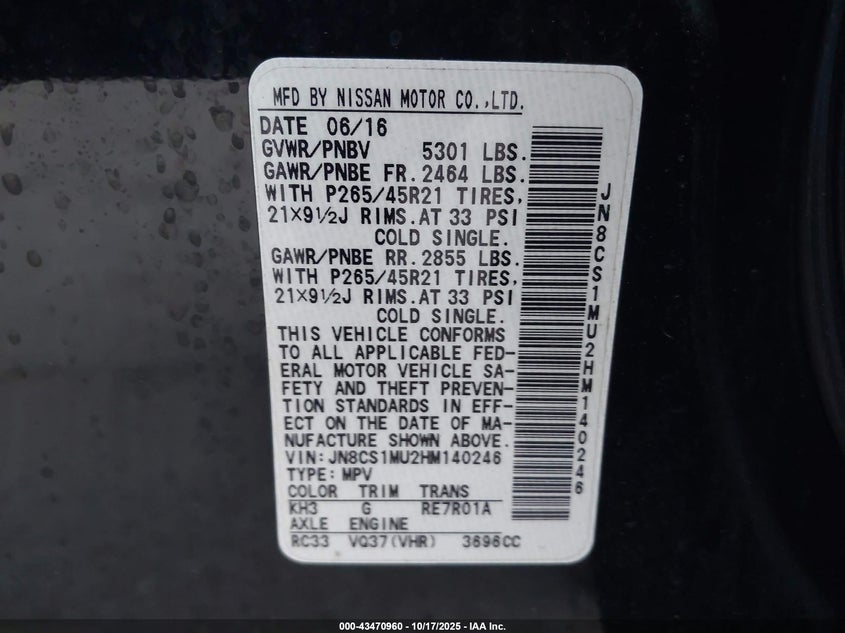 MFD BY NISSAN MOTOR CO.,LTD.
DATE 06/16
GVWR/PNBV 5301 LBS.
GAWR/PNBE FR. 2464 LBS.
WITH P265/45R21 TIRES,
21X9½J RIMS.AT 33 PSI
COLD SINGLE.
GAWR/PNBE RR. 2855 LBS.
WITH P265/45R21 TIRES,
21X9½J RIMS.AT 33 PSI
COLD SINGLE.
THIS VEHICLE CONFORMS
TO ALL APPLICABLE FED-
ERAL MOTOR VEHICLE SA-
FETY AND THEFT PREVEN-
TION STANDARDS IN EFF-
ECT ON THE DATE OF MA-
NUFACTURE SHOWN ABOVE.
VIN: JN8CS1MU2HM140246
TYPE: MPV
COLOR TRIM TRANS
KH3 G RE7R01A
AXLE ENGINE
RC33 VQ37(VHR) 3696CC
JN8CS1MU2HM140246
000-43470960 - 10/17/2025 - IAA Inc.